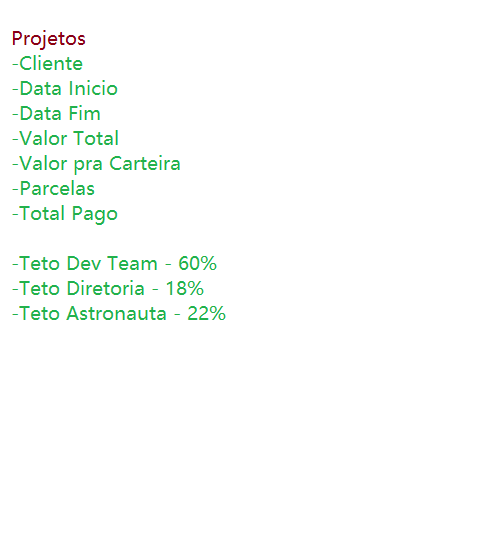 Projetos
-Cliente
-Data Inicio
-Data Fim
-Valor Total
-Valor pra Carteira
-Parcelas
-Total Pago
-Teto Dev Team - 60%
-Teto Diretoria - 18%
-Teto Astronauta - 22%